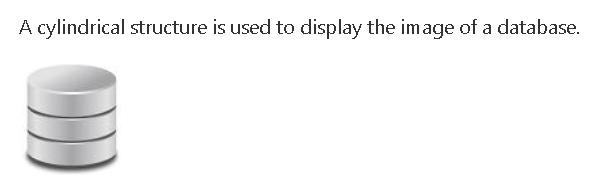 A cylindrical structure is used to display the image of a database.